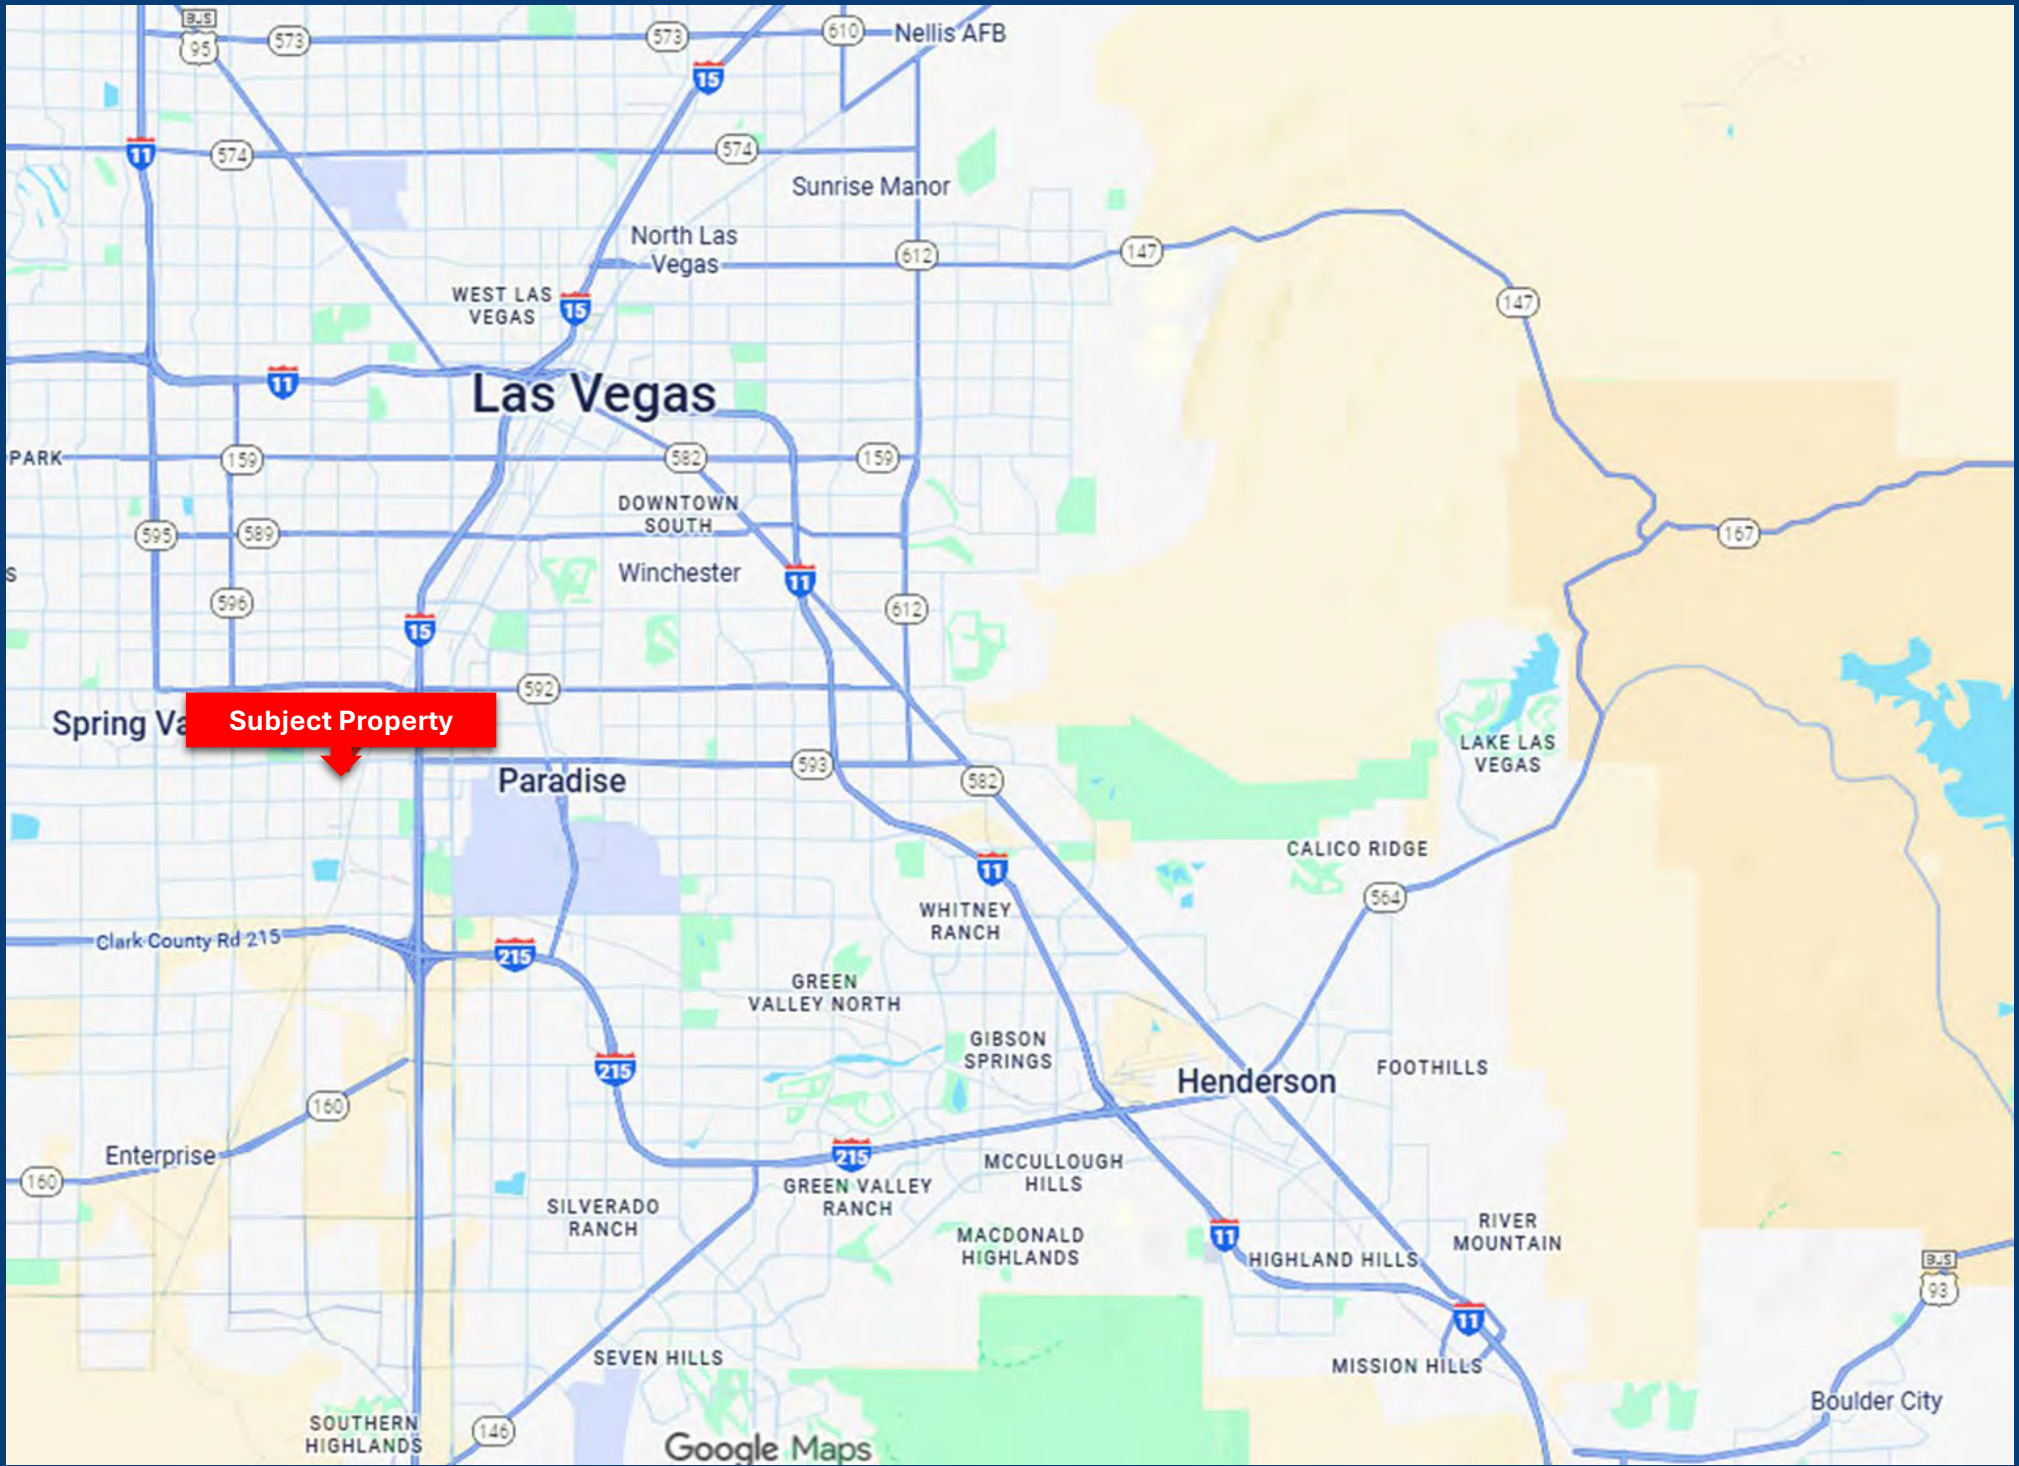 BUS
95
573
573
610
Nellis AFB
15
11
574
574
Sunrise Manor
North Las
Vegas
612
147
147
WEST LAS
VEGAS
15
11
Las Vegas
PARK
159
582
159
DOWNTOWN
SOUTH
595
589
167
Winchester
11
S
596
612
15
592
Subject Property
Spring Va
LAKE LAS
VEGAS
593
582
Paradise
CALICO RIDGE
11
564
WHITNEY
RANCH
Clark County Rd 215
215
GREEN
VALLEY NORTH
GIBSON
SPRINGS
215
FOOTHILLS
Henderson
160
Enterprise
215
160
MCCULLOUGH
HILLS
GREEN VALLEY
RANCH
SILVERADO
RANCH
RIVER
MOUNTAIN
MACDONALD
HIGHLANDS
11
HIGHLAND HILLS
BUS
93
11
SEVEN HILLS
MISSION HILLS
Boulder City
SOUTHERN
HIGHLANDS
146
Google Maps